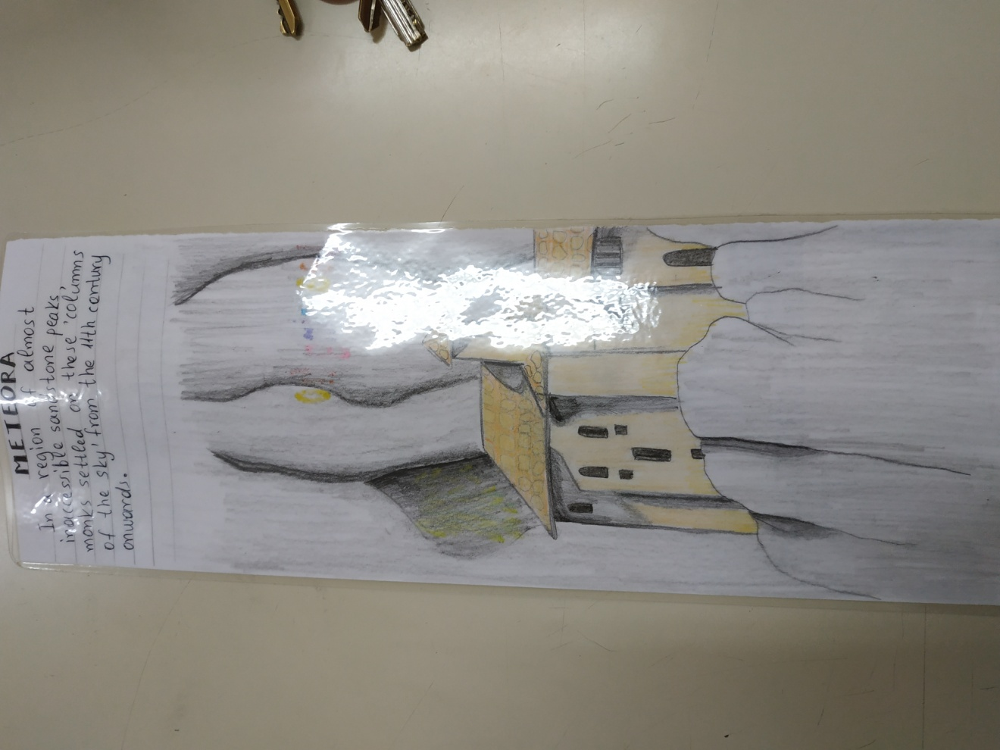 METEORA
In a region of almost
inaccessible sandstone peaks,
monks settled on these 'columns
of the sky' from the 11th century
onwards.